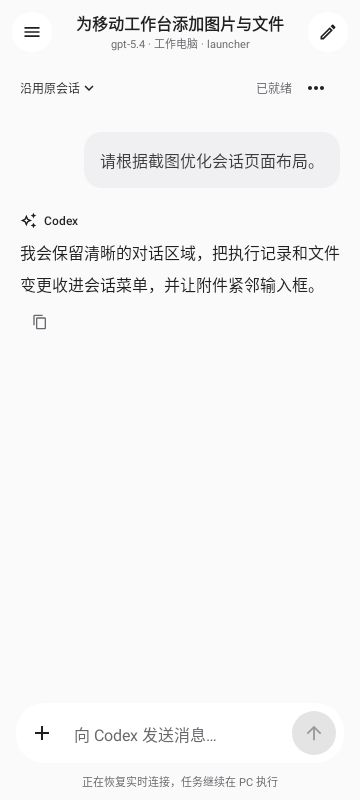 为移动工作台添加图片与文件
gpt-5.4 · 工作电脑 · launcher
沿用原会话
已就绪
请根据截图优化会话页面布局。
Codex
我会保留清晰的对话区域，把执行记录和文件
变更收进会话菜单，并让附件紧邻输入框。
向 Codex 发送消息…
正在恢复实时连接，任务继续在 PC 执行